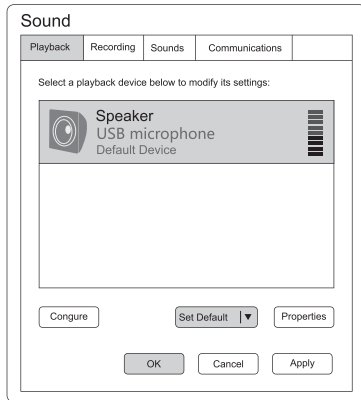 Sound
Playback Recording Sounds Communications
Select a playback device below to modify its settings:
Speaker
USB microphone
Default Device
Congure Set Default Properties
OK Cancel Apply